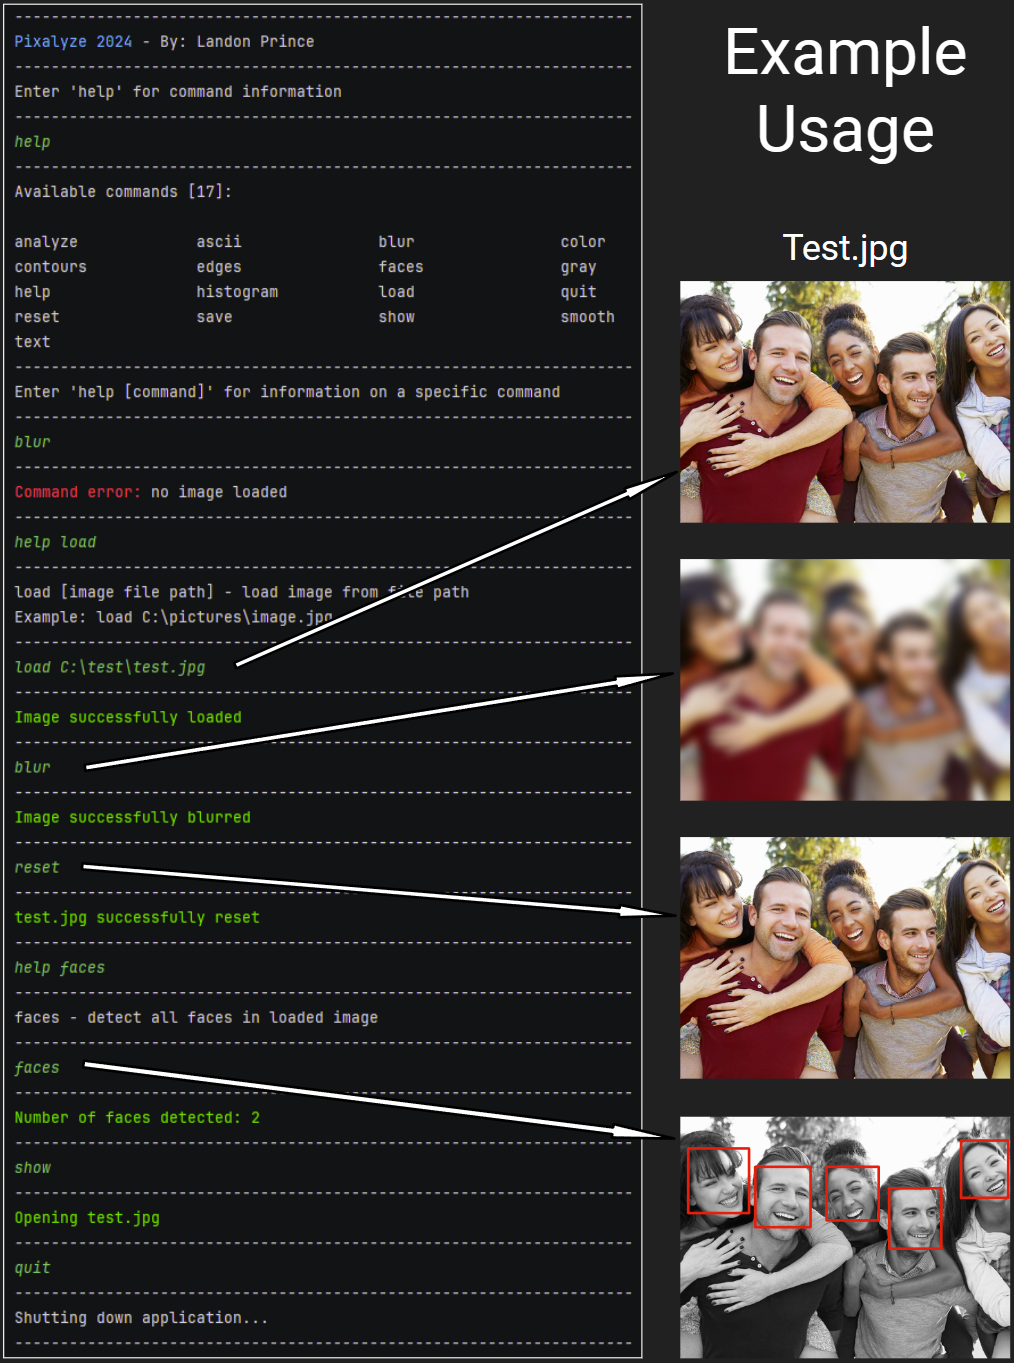 ------------------------------------------------------------------
Pixalyze 2024 - By: Landon Prince
------------------------------------------------------------------
Enter 'help' for command information
------------------------------------------------------------------
help
------------------------------------------------------------------
Available commands [17]:
analyze ascii blur color
contours edges faces gray
help histogram load quit
reset save show smooth
text
------------------------------------------------------------------
Enter 'help [command]' for information on a specific command
------------------------------------------------------------------
blur
------------------------------------------------------------------
Command error: no image loaded
------------------------------------------------------------------
help load
------------------------------------------------------------------
load [image file path] - load image from file path
Example: load C:\pictures\image.jpg
------------------------------------------------------------------
load C:\test\test.jpg
------------------------------------------------------------------
Image successfully loaded
------------------------------------------------------------------
blur
------------------------------------------------------------------
Image successfully blurred
------------------------------------------------------------------
reset
------------------------------------------------------------------
test.jpg successfully reset
------------------------------------------------------------------
help faces
------------------------------------------------------------------
faces - detect all faces in loaded image
------------------------------------------------------------------
faces
------------------------------------------------------------------
Number of faces detected: 2
------------------------------------------------------------------
show
------------------------------------------------------------------
Opening test.jpg
------------------------------------------------------------------
quit
------------------------------------------------------------------
Shutting down application...
------------------------------------------------------------------
Example
Usage
Test.jpg